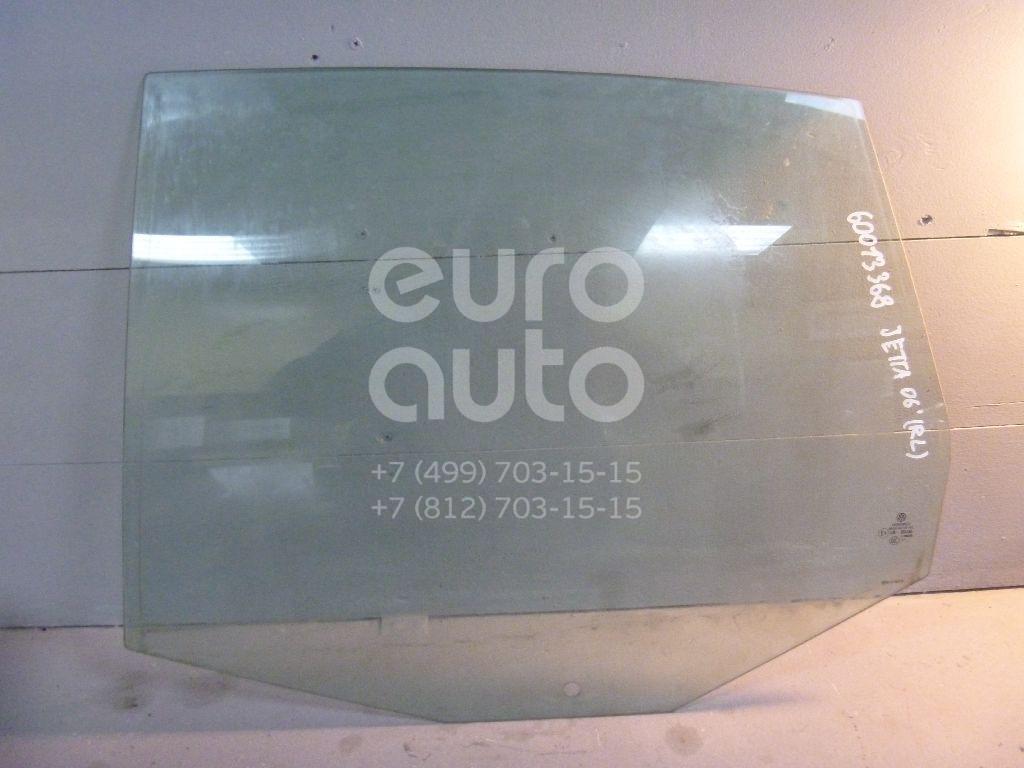 euro
auto
+7 (499) 703-15-15
+7 (812) 703-15-15
60073368 JETTA 06' (RL)